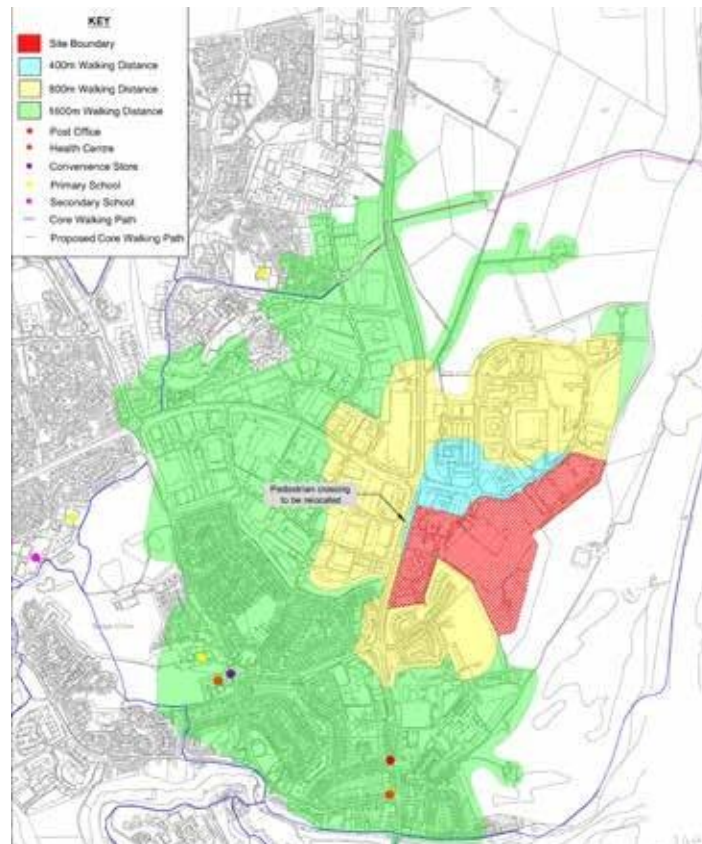 KEY
Site Boundary
400m Walking Distance
800m Walking Distance
1600m Walking Distance
Post Office
Health Centre
Convenience Store
Primary School
Secondary School
Core Walking Path
Proposed Core Walking Path
Pedestrian crossing
to be relocated